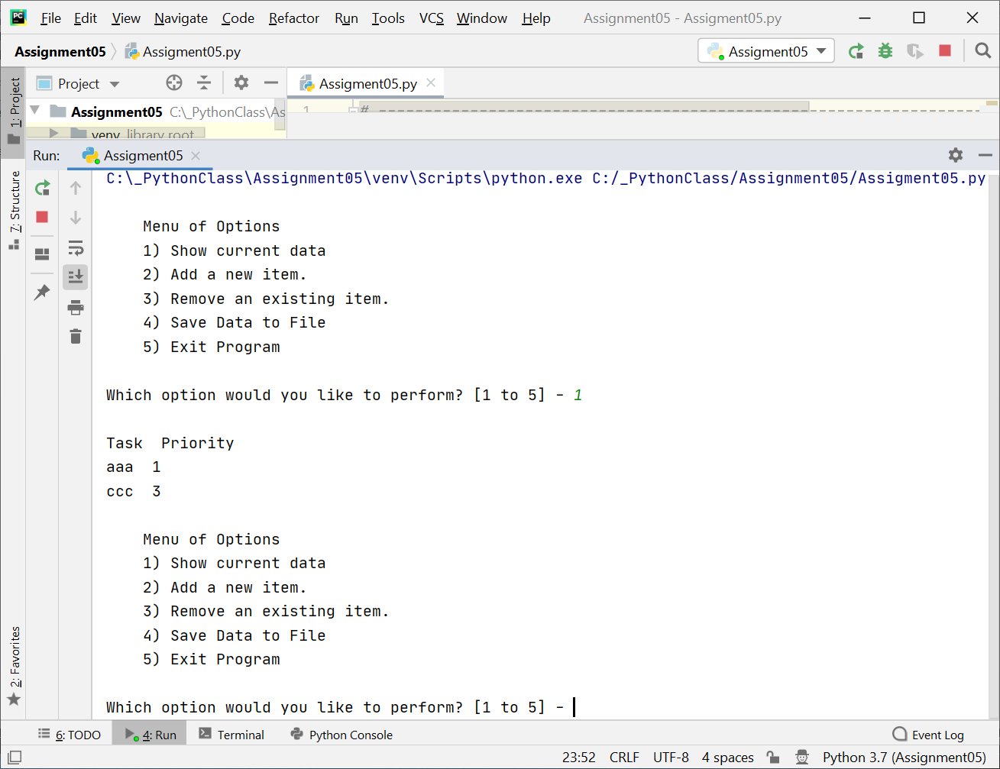 PC File Edit View Navigate Code Refactor Run Tools VCS Window Help Assignment05 - Assigment05.py
Assignment05 Assigment05.py Assigment05
1: Project
Project Assigment05.py
Assignment05 C:\_PythonClass\As
1 # ----------------------------------------------------------------------
venv library root
Run: Assigment05
7: Structure
2: Favorites
C:\_PythonClass\Assignment05\venv\Scripts\python.exe C:/_PythonClass/Assignment05/Assigment05.py
Menu of Options
1) Show current data
2) Add a new item.
3) Remove an existing item.
4) Save Data to File
5) Exit Program
Which option would you like to perform? [1 to 5] - 1
Task Priority
aaa 1
ccc 3
Menu of Options
1) Show current data
2) Add a new item.
3) Remove an existing item.
4) Save Data to File
5) Exit Program
Which option would you like to perform? [1 to 5] -
6: TODO 4: Run Terminal Python Console Event Log
23:52 CRLF UTF-8 4 spaces Python 3.7 (Assignment05)